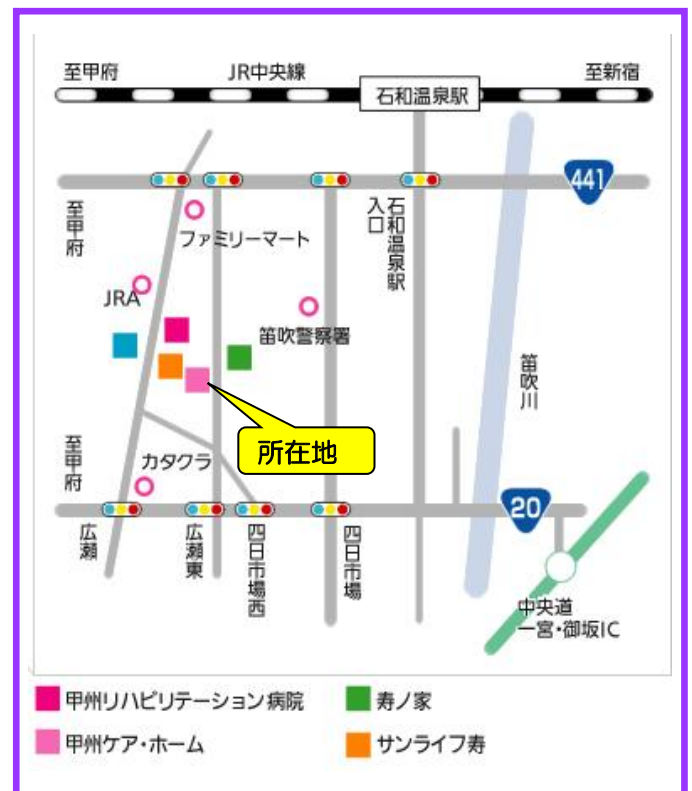 至甲府
JR中央線
至新宿
石和温泉駅
441
至甲府
ファミリーマート
石和温泉駅
入口
JRA
笛吹警察署
笛吹川
所在地
至甲府
カタクラ
20
広瀬
広瀬東
四日市場西
四日市場
中央道
一宮・御坂IC
甲州リハビリテーション病院
寿ノ家
甲州ケア・ホーム
サンライフ寿